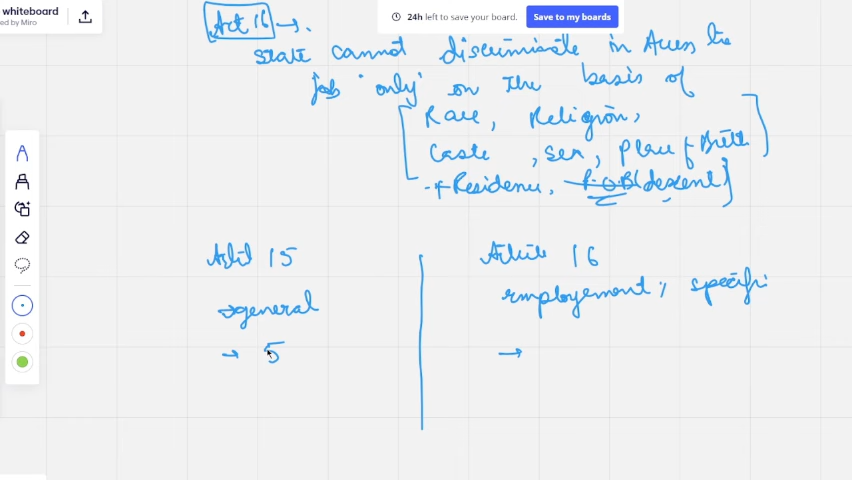 whiteboard
ed by Miro
24h left to save your board.
Save to my boards
Art 16 →.
state cannot discriminate in Access to
job "only" on the basis of
Race, Religion,
Caste, sex, place of Birth
+ Residence, P.O.B (descent)
Article 15
→ general
→ 5
Article 16
employement; specific
→